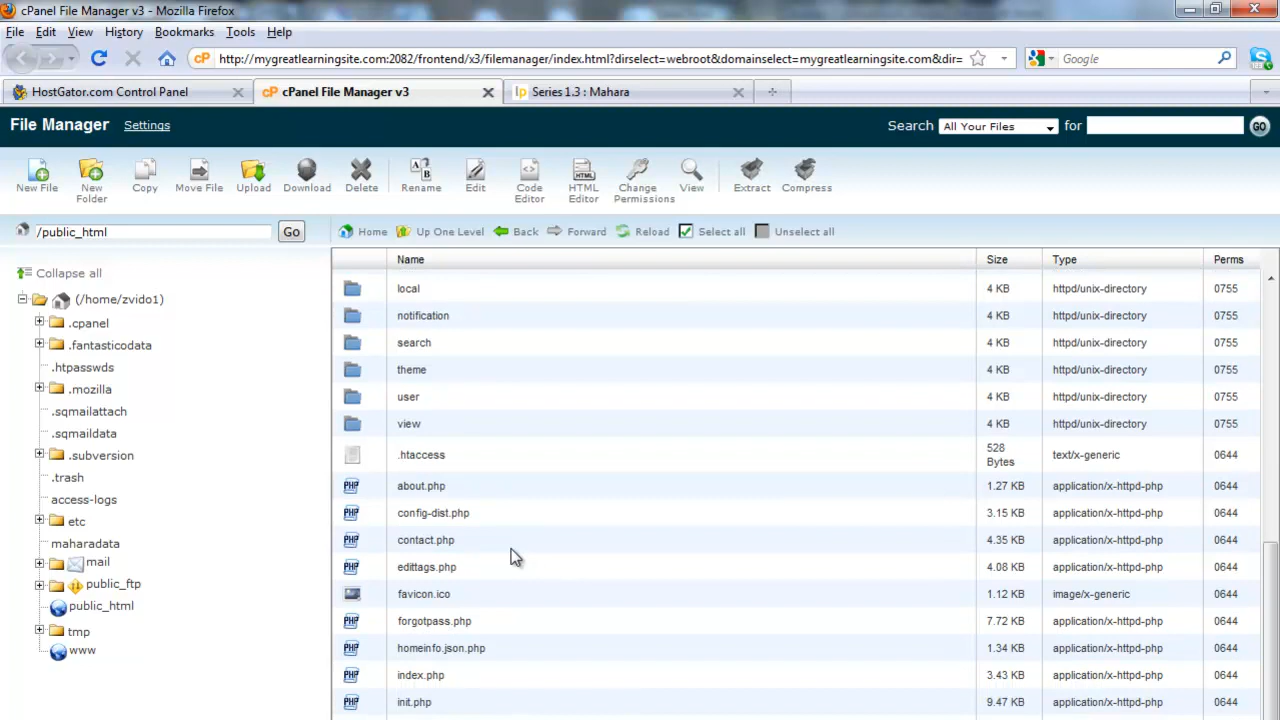 cPanel File Manager v3 - Mozilla Firefox
File Edit View History Bookmarks Tools Help
cP http://mygreatlearningsite.com:2082/frontend/x3/filemanager/index.html?dirselect=webroot&domainselect=mygreatlearningsite.com&dir= Google
HostGator.com Control Panel cP cPanel File Manager v3 lp Series 1.3 : Mahara
File Manager Settings Search All Your Files for GO
New File New Folder Copy Move File Upload Download Delete Rename Edit Code Editor HTML Editor Change Permissions View Extract Compress
/public_html Go Home Up One Level Back Forward Reload Select all Unselect all
Collapse all
(/home/zvido1)
.cpanel
.fantasticodata
.htpasswds
.mozilla
.sqmailattach
.sqmaildata
.subversion
.trash
access-logs
etc
maharadata
mail
public_ftp
public_html
tmp
www
Name Size Type Perms
local 4 KB httpd/unix-directory 0755
notification 4 KB httpd/unix-directory 0755
search 4 KB httpd/unix-directory 0755
theme 4 KB httpd/unix-directory 0755
user 4 KB httpd/unix-directory 0755
view 4 KB httpd/unix-directory 0755
.htaccess 528 Bytes text/x-generic 0644
PHP about.php 1.27 KB application/x-httpd-php 0644
PHP config-dist.php 3.15 KB application/x-httpd-php 0644
PHP contact.php 4.35 KB application/x-httpd-php 0644
PHP edittags.php 4.08 KB application/x-httpd-php 0644
favicon.ico 1.12 KB image/x-generic 0644
PHP forgotpass.php 7.72 KB application/x-httpd-php 0644
PHP homeinfo.json.php 1.34 KB application/x-httpd-php 0644
PHP index.php 3.43 KB application/x-httpd-php 0644
PHP init.php 9.47 KB application/x-httpd-php 0644